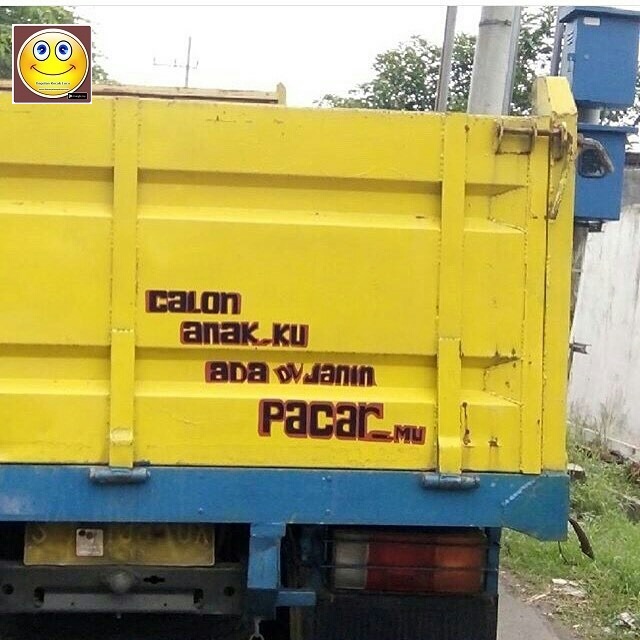 CALON
ANAK_KU
ADA DI JANIN
PACAR_MU